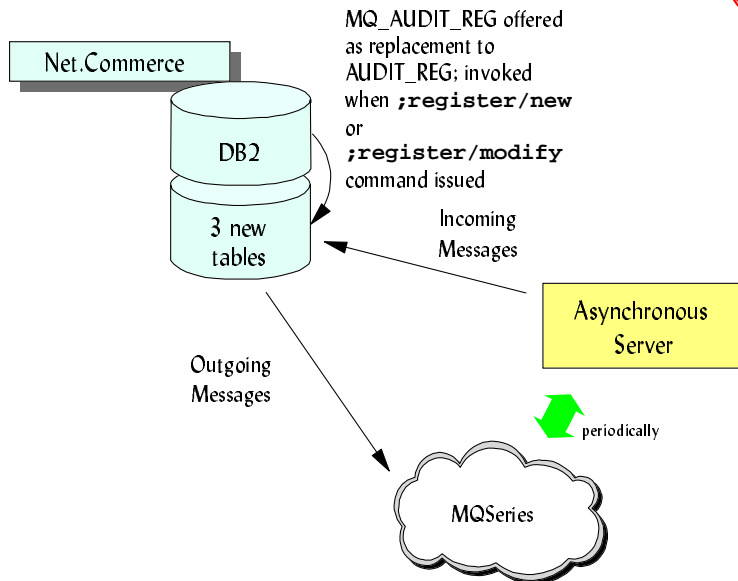 MQ_AUDIT_REG offered
as replacement to
AUDIT_REG; invoked
when ;register/new
or
;register/modify
command issued
Net.Commerce
DB2
3 new
tables
Incoming
Messages
Asynchronous
Server
Outgoing
Messages
periodically
MQSeries